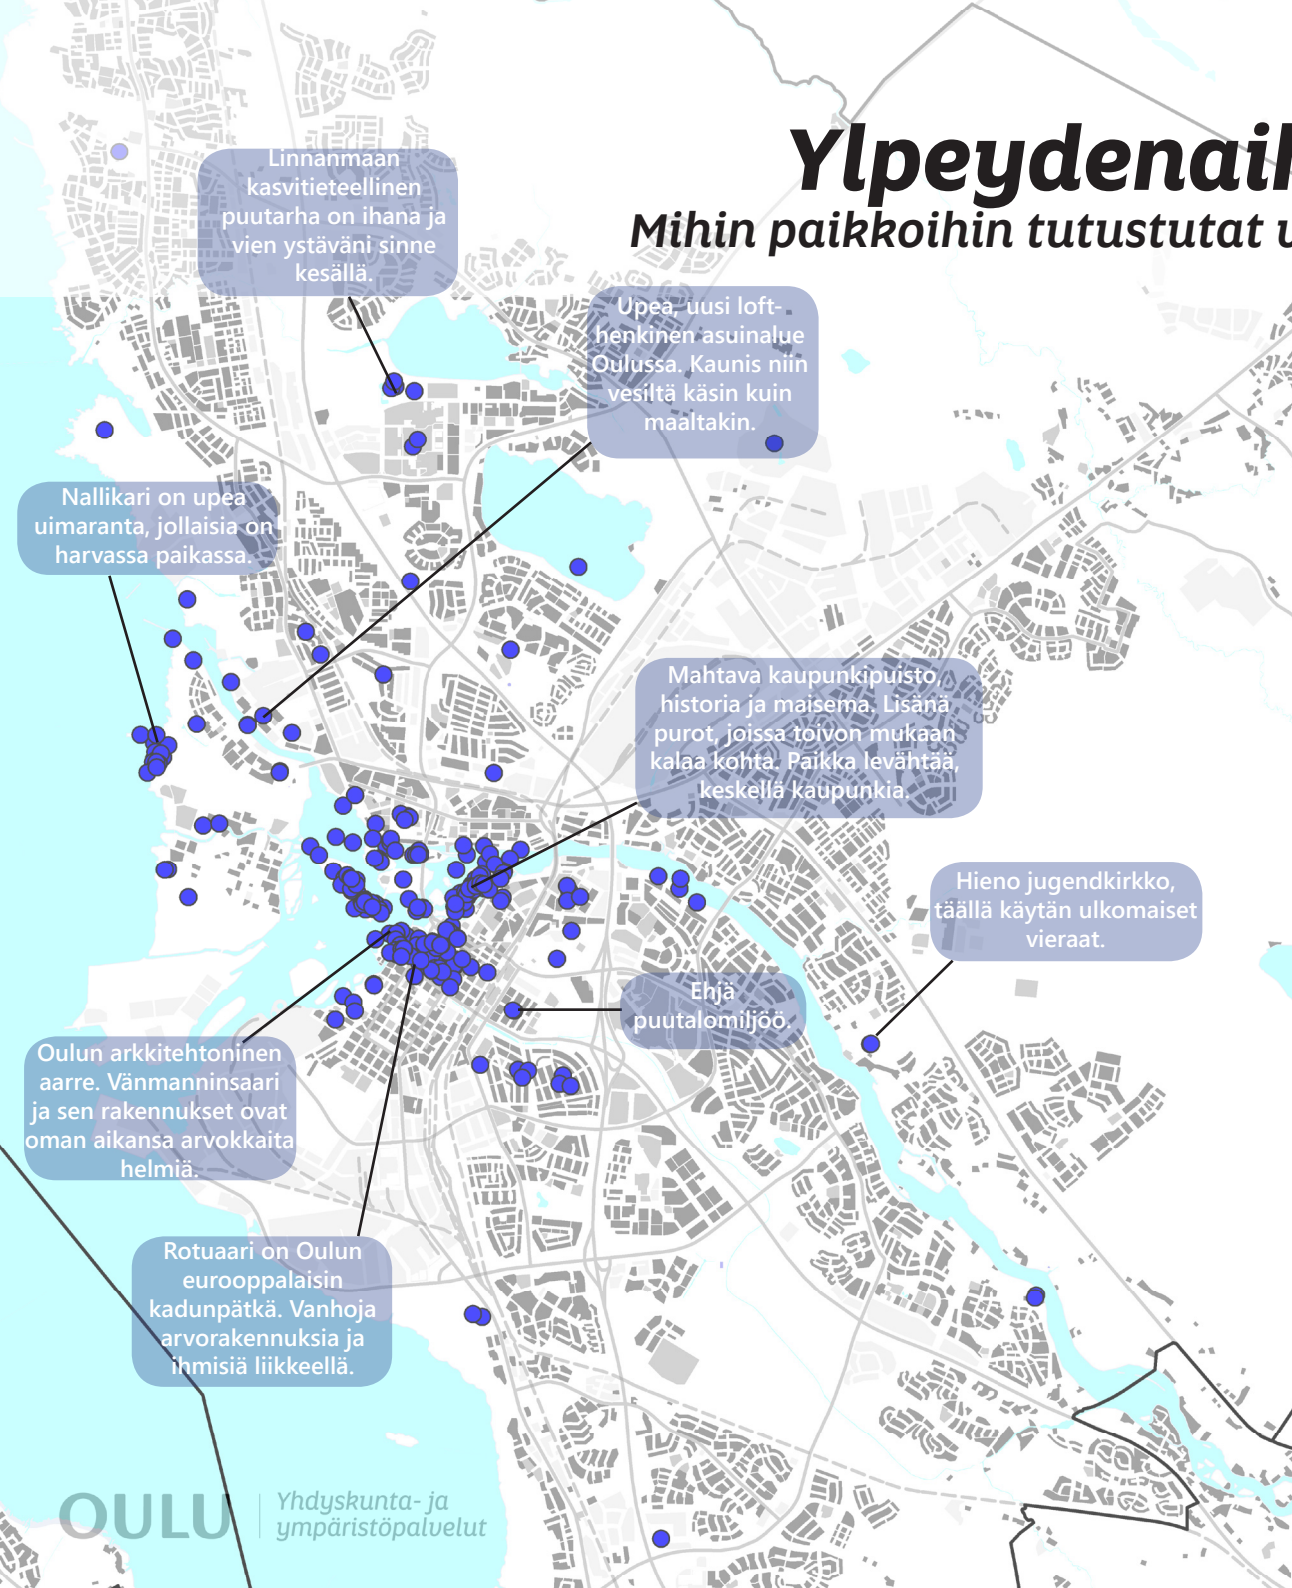 Ylpeydenaih
Mihin paikkoihin tutustutat u
Linnanmaan
kasvitieteellinen
puutarha on ihana ja
vien ystäväni sinne
kesällä.
Upea, uusi loft-
henkinen asuinalue
Oulussa. Kaunis niin
vesiltä käsin kuin
maaltakin.
Nallikari on upea
uimaranta, jollaisia on
harvassa paikassa.
Mahtava kaupunkipuisto,
historia ja maisema. Lisänä
purot, joissa toivon mukaan
kalaa kohta. Paikka levähtää,
keskellä kaupunkia.
Hieno jugendkirkko,
täällä käytän ulkomaiset
vieraat.
Ehjä
puutalomiljöö.
Oulun arkkitehtoninen
aarre. Vänmanninsaari
ja sen rakennukset ovat
oman aikansa arvokkaita
helmiä.
Rotuaari on Oulun
eurooppalaisin
kadunpätkä. Vanhoja
arvorakennuksia ja
ihmisiä liikkeellä.
OULU
Yhdyskunta- ja
ympäristöpalvelut